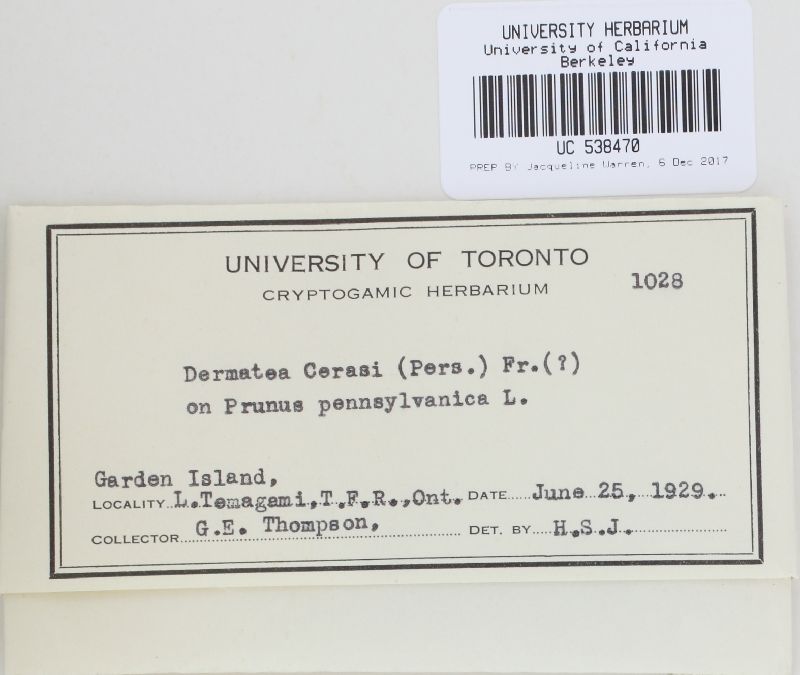 UNIVERSITY HERBARIUM
University of California
Berkeley
UC 538470
PREP BY Jacqueline Warren, 6 Dec 2017
UNIVERSITY OF TORONTO
CRYPTOGAMIC HERBARIUM
1028
Dermatea Cerasi (Pers.) Fr.(?)
on Prunus pennsylvanica L.
Garden Island,
LOCALITY L.Temagami,T.F.R.,Ont. DATE June 25, 1929.
COLLECTOR G.E. Thompson, DET. BY H.S.J.